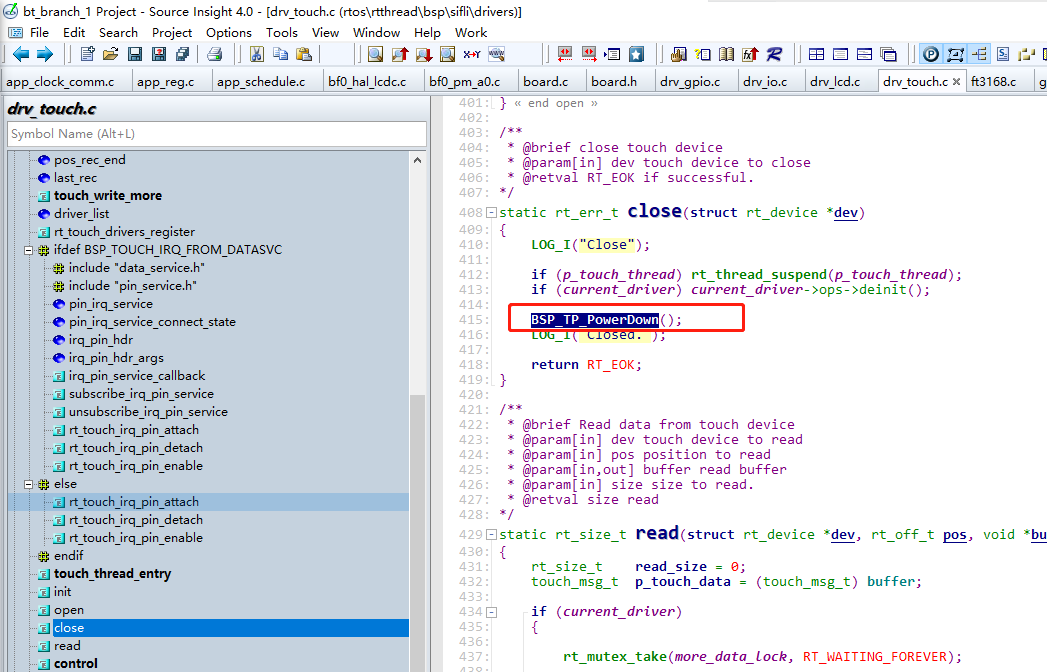 bt_branch_1 Project - Source Insight 4.0 - [drv_touch.c (rtos\rtthread\bsp\sifli\drivers)]
File Edit Search Project Options Tools View Window Help Work
app_clock_comm.c app_reg.c app_schedule.c bf0_hal_lcdc.c bf0_pm_a0.c board.c board.h drv_gpio.c drv_io.c drv_lcd.c drv_touch.c ft3168.c g
drv_touch.c
Symbol Name (Alt+L)
pos_rec_end
last_rec
touch_write_more
driver_list
rt_touch_drivers_register
ifdef BSP_TOUCH_IRQ_FROM_DATASVC
include "data_service.h"
include "pin_service.h"
pin_irq_service
pin_irq_service_connect_state
irq_pin_hdr
irq_pin_hdr_args
irq_pin_service_callback
subscribe_irq_pin_service
unsubscribe_irq_pin_service
rt_touch_irq_pin_attach
rt_touch_irq_pin_detach
rt_touch_irq_pin_enable
else
rt_touch_irq_pin_attach
rt_touch_irq_pin_detach
rt_touch_irq_pin_enable
endif
touch_thread_entry
init
open
close
read
control
401: } « end open »
402:
403: /**
404: * @brief close touch device
405: * @param[in] dev touch device to close
406: * @retval RT_EOK if successful.
407: */
408 static rt_err_t close(struct rt_device *dev)
409: {
410: LOG_I("Close");
411:
412: if (p_touch_thread) rt_thread_suspend(p_touch_thread);
413: if (current_driver) current_driver->ops->deinit();
414:
415: BSP_TP_PowerDown();
416: LOG_I("Closed.");
417:
418: return RT_EOK;
419: }
420:
421: /**
422: * @brief Read data from touch device
423: * @param[in] dev touch device to read
424: * @param[in] pos position to read
425: * @param[in,out] buffer read buffer
426: * @param[in] size size to read.
427: * @retval size read
428: */
429 static rt_size_t read(struct rt_device *dev, rt_off_t pos, void *bu
430: {
431: rt_size_t read_size = 0;
432: touch_msg_t p_touch_data = (touch_msg_t) buffer;
433:
434 if (current_driver)
435: {
436:
437: rt_mutex_take(more_data_lock, RT_WAITING_FOREVER);